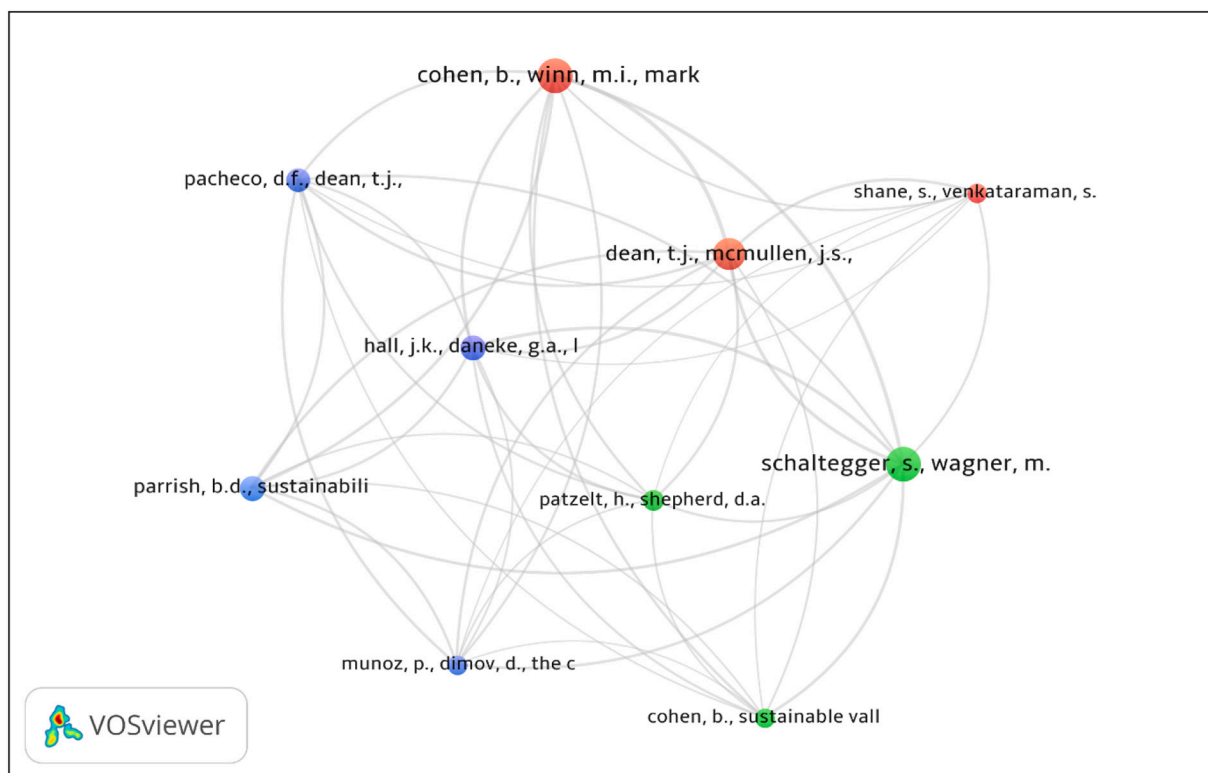 cohen, b., winn, m.i., mark
pacheco, d.f., dean, t.j.,
shane, s., venkataraman, s.
dean, t.j., mcmullen, j.s.,
hall, j.k., daneke, g.a., l
schaltegger, s., wagner, m.
parrish, b.d., sustainabili
patzelt, h., shepherd, d.a.
munoz, p., dimov, d., the c
cohen, b., sustainable vall
VOSviewer